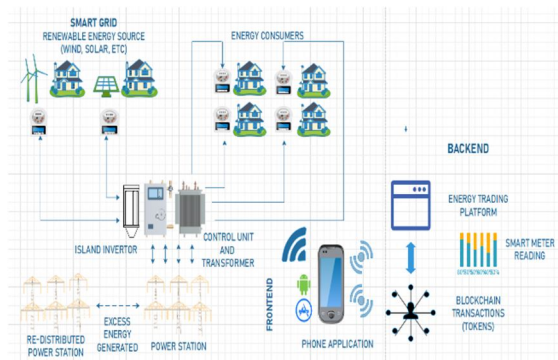 SMART GRID
RENEWABLE ENERGY SOURCE
(WIND, SOLAR, ETC)
ENERGY CONSUMERS
BACKEND
ENERGY TRADING
PLATFORM
SMART METER
READING
ISLAND INVERTOR
CONTROL UNIT
AND
TRANSFORMER
FRONTEND
BLOCKCHAIN
TRANSACTIONS
(TOKENS)
RE-DISTRIBUTED
POWER STATION
EXCESS
ENERGY
GENERATED
POWER STATION
PHONE APPLICATION